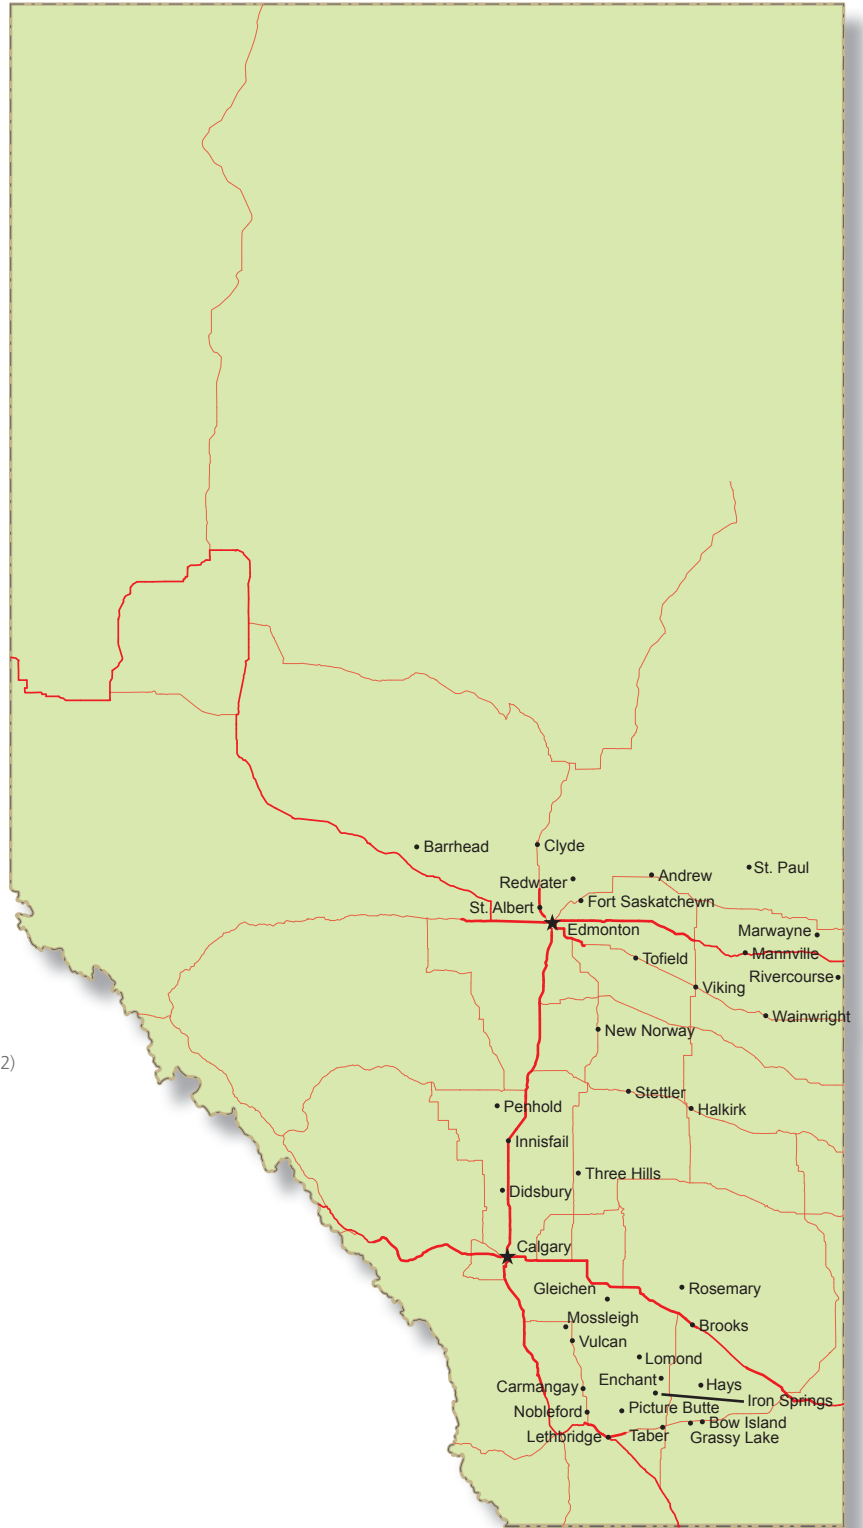 Barrhead
Clyde
St. Paul
Andrew
Redwater
Fort Saskatchewn
St. Albert
Edmonton
Marwayne
Mannville
Tofield
Rivercourse
Viking
Wainwright
New Norway
2)
Stettler
Penhold
Halkirk
Innisfail
Three Hills
Didsbury
Calgary
Gleichen
Rosemary
Mossleigh
Brooks
Vulcan
Lomond
Enchant
Hays
Carmangay
Iron Springs
Picture Butte
Nobleford
Bow Island
Lethbridge
Taber
Grassy Lake